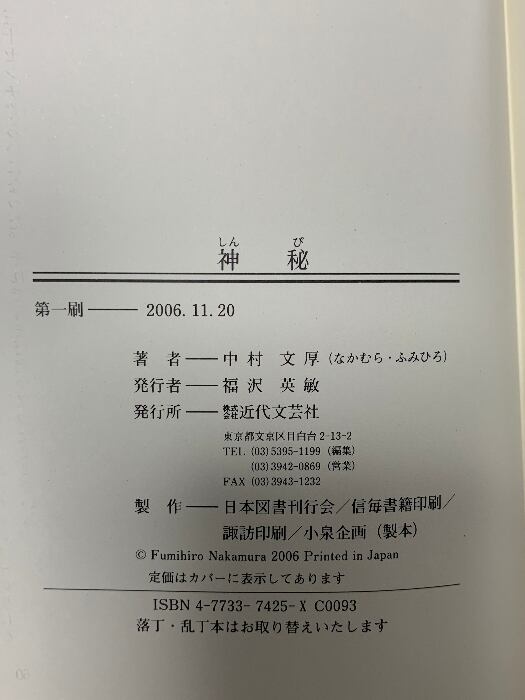 しん び
神 秘
第一刷── 2006.11.20
著 者──中 村 文 厚(なかむら・ふみひろ)
発行者──福 沢 英 敏
発行所──株式会社近代文芸社
東京都文京区目白台2-13-2
TEL (03)5395-1199 (編集)
(03)3942-0869 (営業)
FAX (03)3943-1232
製 作──日本図書刊行会/信毎書籍印刷/
諏訪印刷/小泉企画(製本)
© Fumihiro Nakamura 2006 Printed in Japan
定価はカバーに表示してあります
ISBN 4-7733-7425-X C0093
落丁・乱丁本はお取り替えいたします